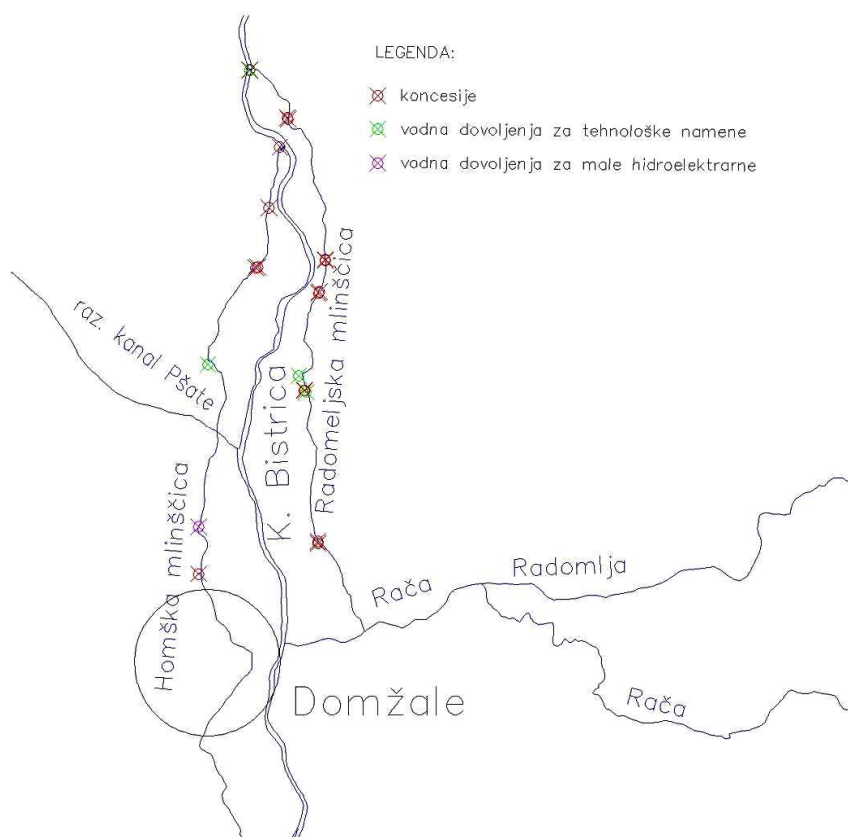 LEGENDA:
koncesije
vodna dovoljenja za tehnološke namene
vodna dovoljenja za male hidroelektrarne
raz. kanal Pšate
K. Bistrica
Radomeljska mlinščica
Homška mlinščica
Rača
Radomlja
Rača
Domžale